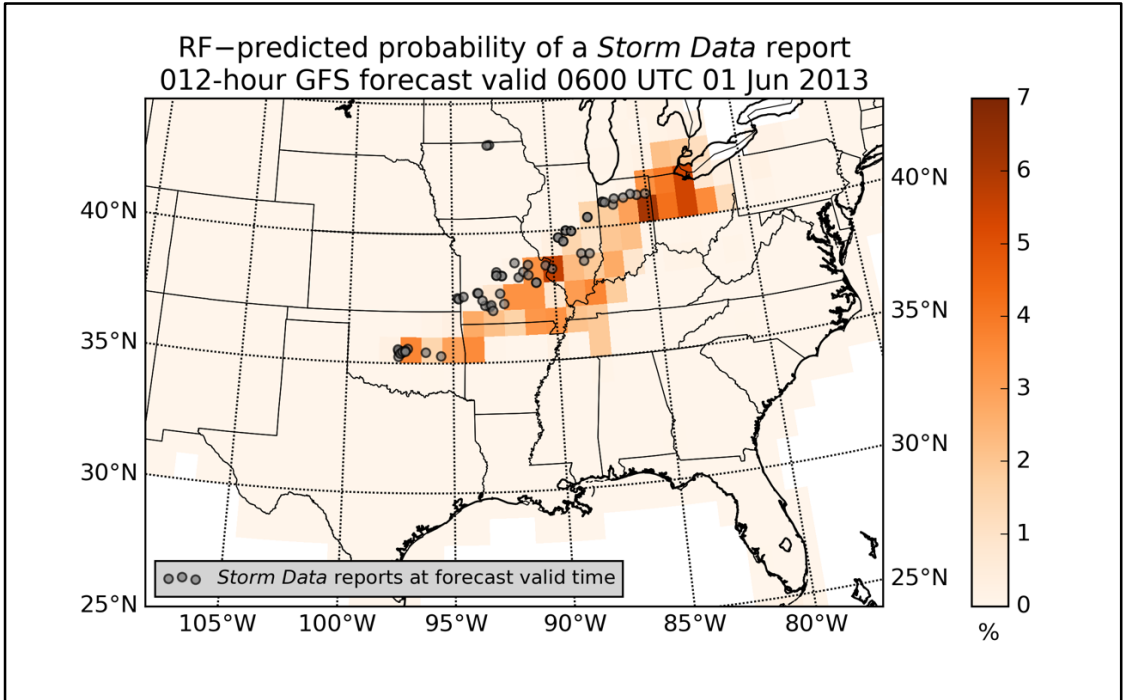 RF−predicted probability of a Storm Data report
012-hour GFS forecast valid 0600 UTC 01 Jun 2013
40°N
35°N
30°N
25°N
40°N
35°N
30°N
25°N
105°W 100°W 95°W 90°W 85°W 80°W
Storm Data reports at forecast valid time
7
6
5
4
3
2
1
0
%